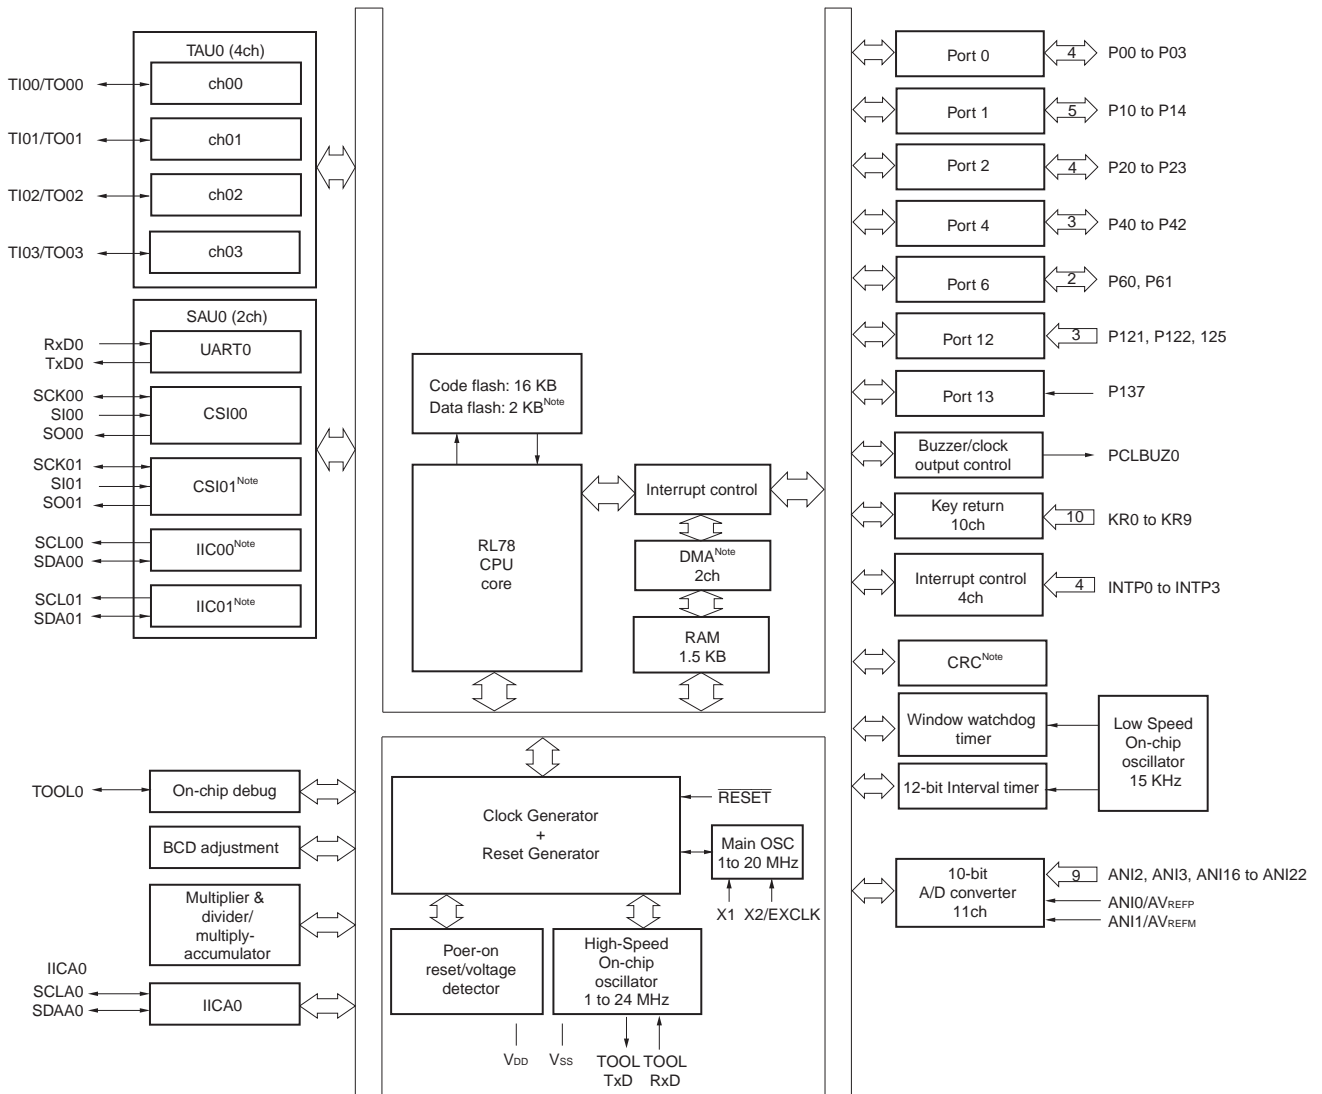 TAU0 (4ch)
TI00/TO00
ch00
TI01/TO01
ch01
TI02/TO02
ch02
TI03/TO03
ch03
SAU0 (2ch)
RxD0
TxD0
UART0
SCK00
SI00
SO00
CSI00
SCK01
SI01
SO01
CSI01Note
SCL00
SDA00
IIC00Note
SCL01
SDA01
IIC01Note
TOOL0
On-chip debug
BCD adjustment
Multiplier &
divider/
multiply-
accumulator
IICA0
SCLA0
SDAA0
IICA0
Code flash: 16 KB
Data flash: 2 KBNote
RL78
CPU
core
Interrupt control
DMANote
2ch
RAM
1.5 KB
Clock Generator
+
Reset Generator
RESET
Main OSC
1to 20 MHz
X1
X2/EXCLK
Poer-on
reset/voltage
detector
High-Speed
On-chip
oscillator
1 to 24 MHz
VDD
VSS
TOOL
TxD
TOOL
RxD
Port 0
4
P00 to P03
Port 1
5
P10 to P14
Port 2
4
P20 to P23
Port 4
3
P40 to P42
Port 6
2
P60, P61
Port 12
3
P121, P122, 125
Port 13
P137
Buzzer/clock
output control
PCLBUZ0
Key return
10ch
10
KR0 to KR9
Interrupt control
4ch
4
INTP0 to INTP3
CRCNote
Window watchdog
timer
12-bit Interval timer
Low Speed
On-chip
oscillator
15 KHz
10-bit
A/D converter
11ch
9
ANI2, ANI3, ANI16 to ANI22
ANI0/AVREFP
ANI1/AVREFM